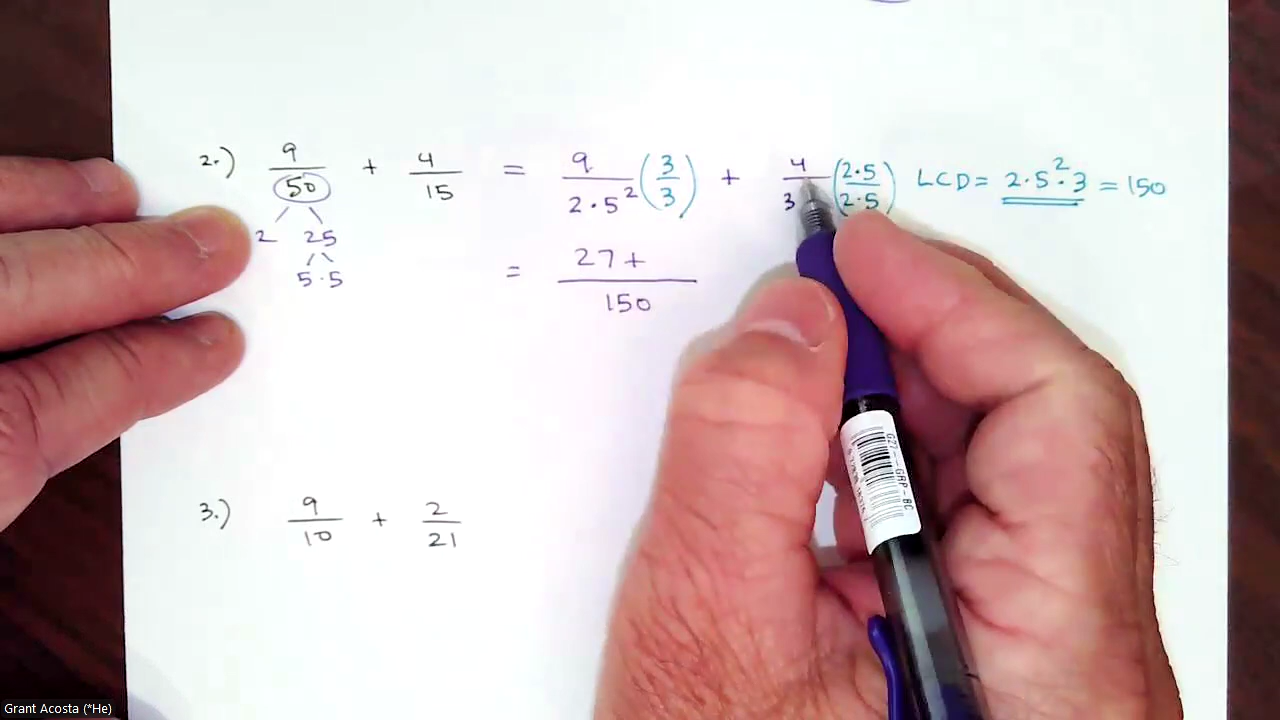 2.) 9/50 + 4/15 = 9/2·5² (3/3) + 4/3 (2·5/2·5) LCD = 2·5²·3 = 150
2 25
5·5
= 27+/150
3.) 9/10 + 2/21
Grant Acosta (*He)